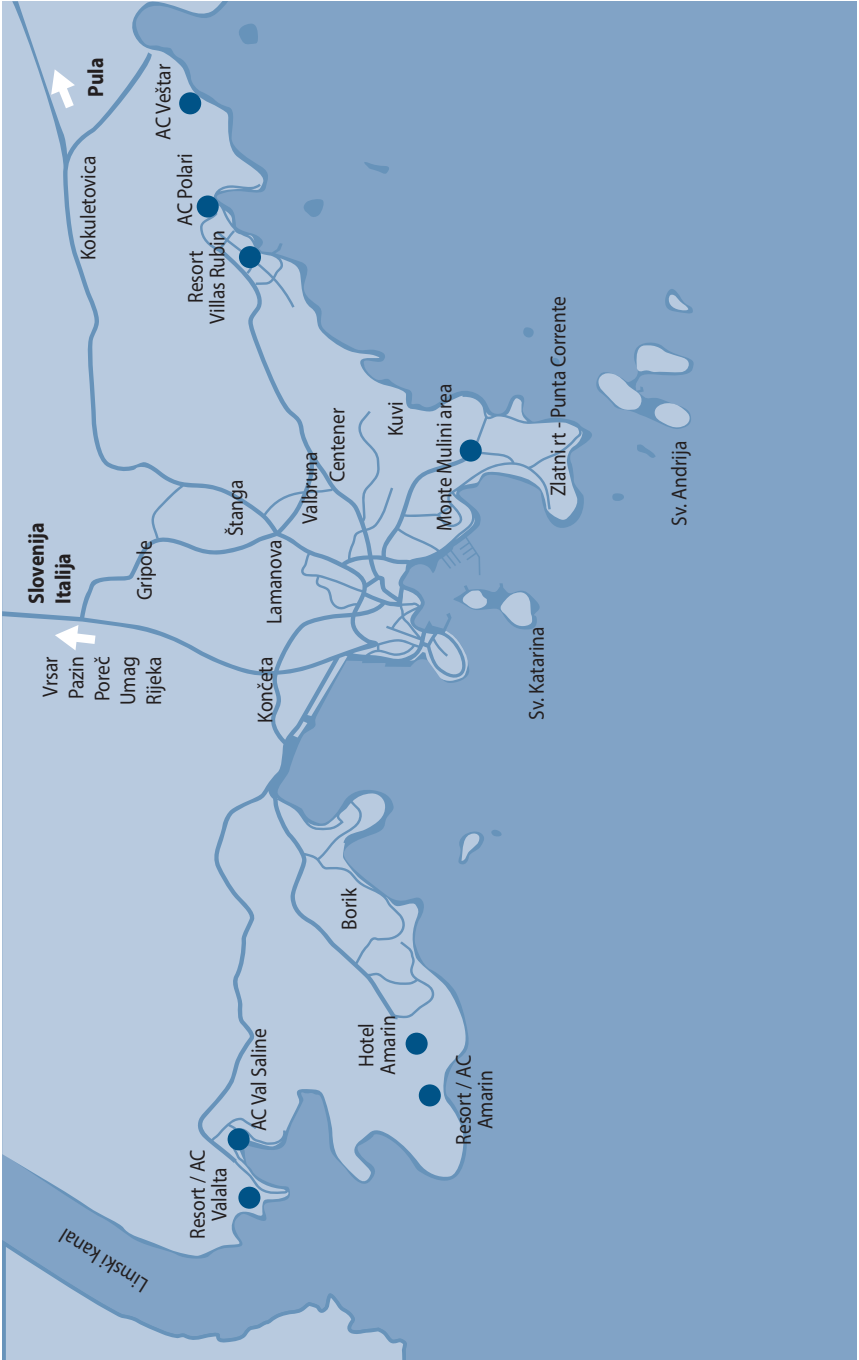 Limski kanal
Resort / AC
Valalta
AC Val Saline
Hotel
Amarin
Resort / AC
Amarin
Borik
Vrsar
Pazin
Poreč
Umag
Rijeka
Slovenija
Italija
Končeta
Gripole
Lamanova
Štanga
Valbruna
Centener
Kuvi
Monte Mulini area
Zlatni rt - Punta Corrente
Sv. Katarina
Sv. Andrija
Kokuletovica
Resort
Villas Rubin
AC Polari
AC Veštar
Pula